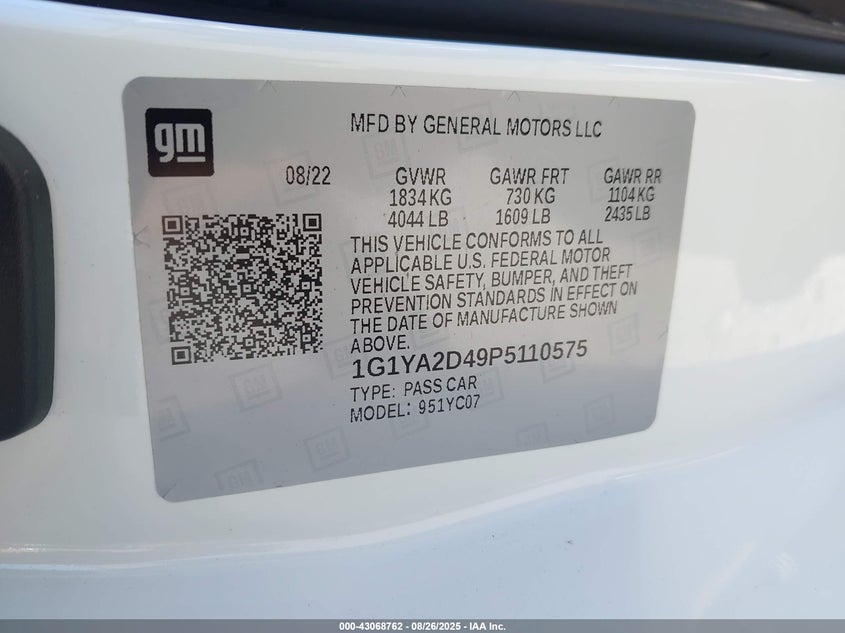 gm
MFD BY GENERAL MOTORS LLC
08/22 GVWR GAWR FRT GAWR RR
1834 KG 730 KG 1104 KG
4044 LB 1609 LB 2435 LB
THIS VEHICLE CONFORMS TO ALL
APPLICABLE U.S. FEDERAL MOTOR
VEHICLE SAFETY, BUMPER, AND THEFT
PREVENTION STANDARDS IN EFFECT ON
THE DATE OF MANUFACTURE SHOWN
ABOVE.
1G1YA2D49P5110575
TYPE: PASS CAR
MODEL: 951YC07
000-43068762 - 08/26/2025 - IAA Inc.